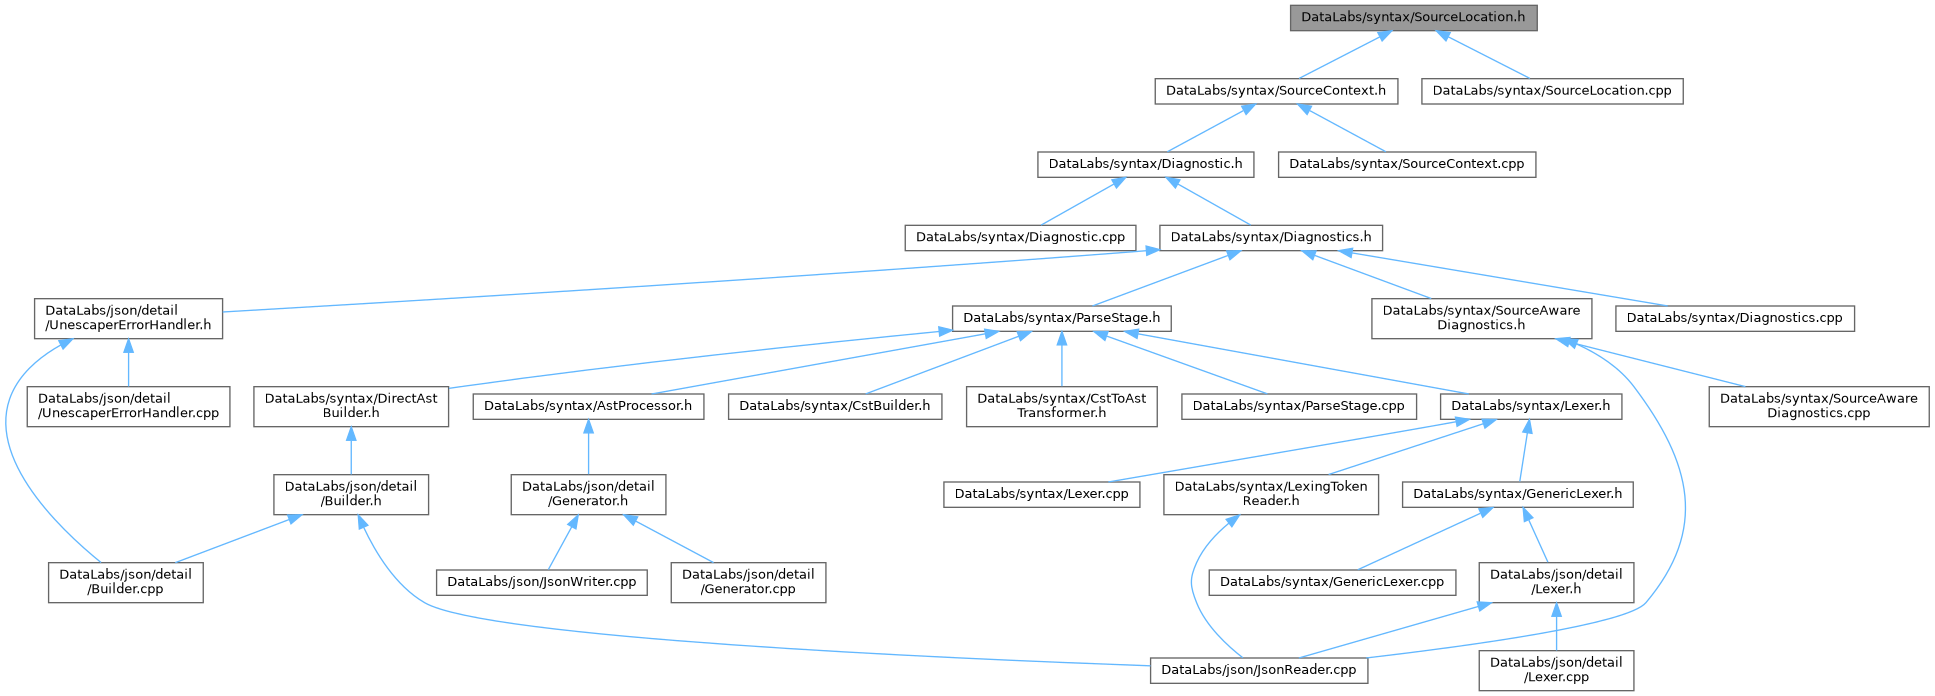 DataLabs/syntax/SourceLocation.h
DataLabs/syntax/SourceContext.h
DataLabs/syntax/SourceLocation.cpp
DataLabs/syntax/Diagnostic.h
DataLabs/syntax/SourceContext.cpp
DataLabs/syntax/Diagnostic.cpp
DataLabs/syntax/Diagnostics.h
DataLabs/json/detail
/UnescaperErrorHandler.h
DataLabs/syntax/ParseStage.h
DataLabs/syntax/SourceAware
Diagnostics.h
DataLabs/syntax/Diagnostics.cpp
DataLabs/json/detail
/UnescaperErrorHandler.cpp
DataLabs/syntax/DirectAst
Builder.h
DataLabs/syntax/AstProcessor.h
DataLabs/syntax/CstBuilder.h
DataLabs/syntax/CstToAst
Transformer.h
DataLabs/syntax/ParseStage.cpp
DataLabs/syntax/Lexer.h
DataLabs/syntax/SourceAware
Diagnostics.cpp
DataLabs/json/detail
/Builder.h
DataLabs/json/detail
/Generator.h
DataLabs/syntax/Lexer.cpp
DataLabs/syntax/LexingToken
Reader.h
DataLabs/syntax/GenericLexer.h
DataLabs/json/detail
/Builder.cpp
DataLabs/json/JsonWriter.cpp
DataLabs/json/detail
/Generator.cpp
DataLabs/syntax/GenericLexer.cpp
DataLabs/json/detail
/Lexer.h
DataLabs/json/JsonReader.cpp
DataLabs/json/detail
/Lexer.cpp